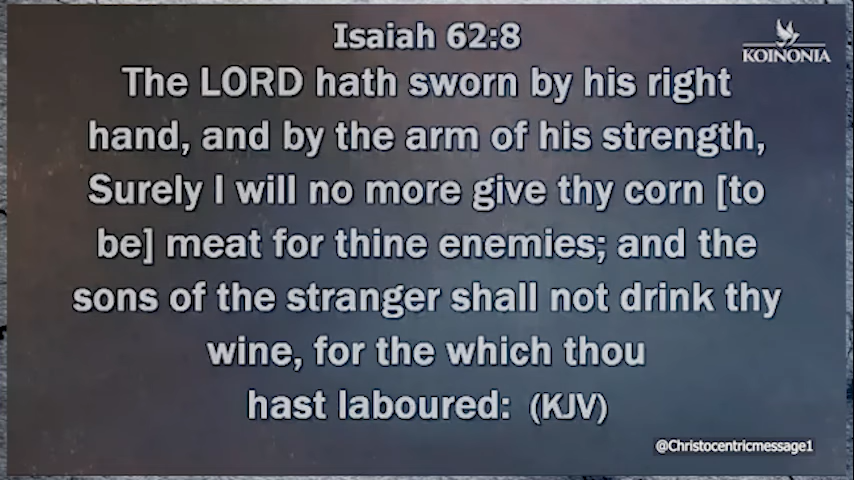 Isaiah 62:8
KOINONIA
The LORD hath sworn by his right
hand, and by the arm of his strength,
Surely I will no more give thy corn [to
be] meat for thine enemies; and the
sons of the stranger shall not drink thy
wine, for the which thou
hast laboured: (KJV)
@Christocentricmessage1